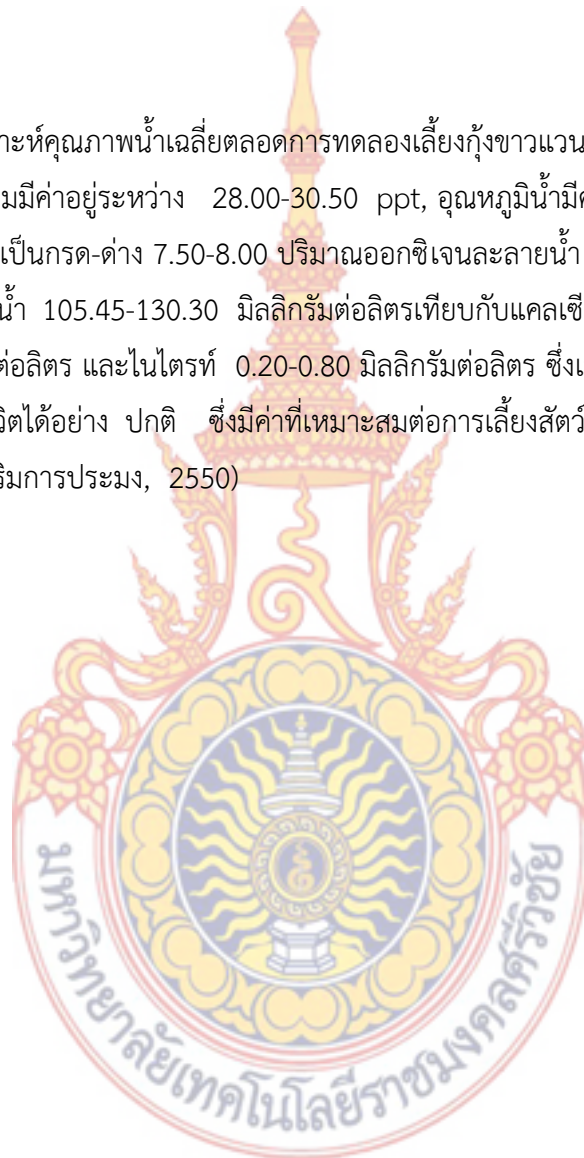 าะห์คุณภาพน้ำเฉลี่ยตลอดการทดลองเลี้ยงกุ้งขาวแวน
มมีค่าอยู่ระหว่าง 28.00-30.50 ppt, อุณหภูมิน้ำมี
เป็นกรด-ด่าง 7.50-8.00 ปริมาณออกซิเจนละลายน้ำ
น้ำ 105.45-130.30 มิลลิกรัมต่อลิตรเทียบกับแคลเซี
ต่อลิตร และไนไตรท์ 0.20-0.80 มิลลิกรัมต่อลิตร ซึ่งเ
วิตได้อย่าง ปกติ ซึ่งมีค่าที่เหมาะสมต่อการเลี้ยงสัตว์
ริมการประมง, 2550)
มหาวิทยาลัยเทคโนโลยีราชมงคลศรีวิชัย